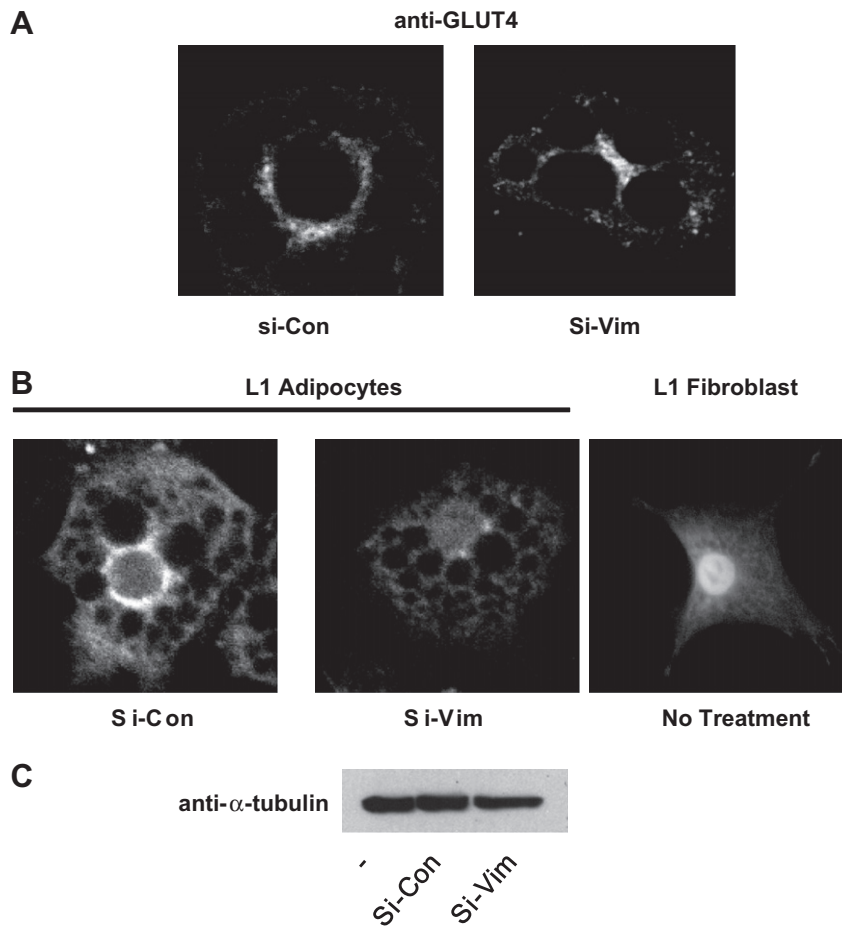 A
anti-GLUT4
si-Con
Si-Vim
B
L1 Adipocytes
L1 Fibroblast
S i-C on
S i-Vim
No Treatment
C
anti-α-tubulin
-
Si-Con
Si-Vim